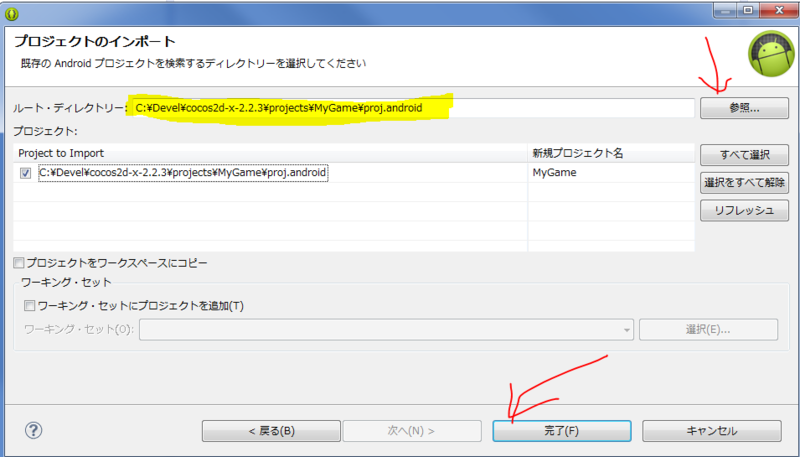 プロジェクトのインポート
既存の Android プロジェクトを検索するディレクトリーを選択してください
ルート・ディレクトリー: C:¥Devel¥cocos2d-x-2.2.3¥projects¥MyGame¥proj.android 参照...
プロジェクト:
Project to Import 新規プロジェクト名
C:¥Devel¥cocos2d-x-2.2.3¥projects¥MyGame¥proj.android MyGame
すべて選択
選択をすべて解除
リフレッシュ
プロジェクトをワークスペースにコピー
ワーキング・セット
ワーキング・セットにプロジェクトを追加(T)
ワーキング・セット(O): 選択(E)...
? < 戻る(B) 次へ(N) > 完了(F) キャンセル